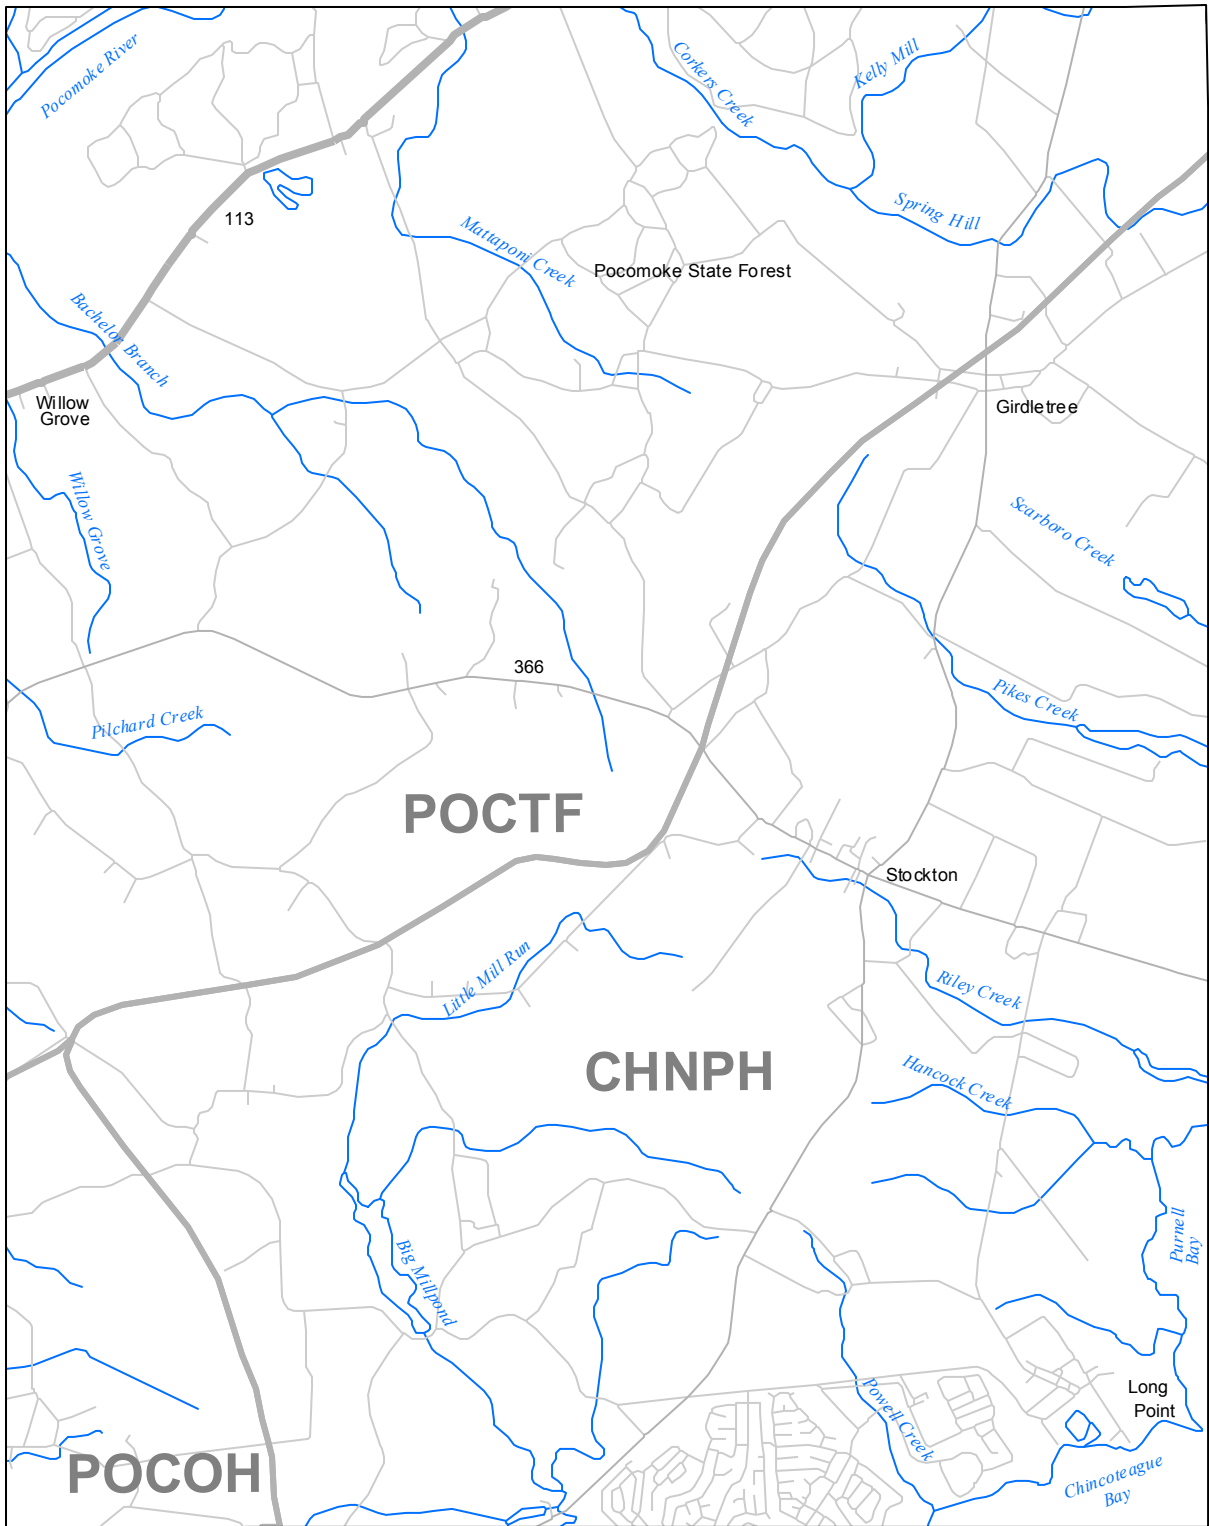 Pocomoke River
Corkers Creek
Kelly Mill
113
Mattaponi Creek
Spring Hill
Pocomoke State Forest
Bachelor Branch
Willow
Grove
Girdletree
Willow Grove
Scarboro Creek
366
Pikes Creek
Pilchard Creek
POCTF
Stockton
Little Mill Run
Riley Creek
CHNPH
Hancock Creek
Purnell
Bay
Big Millpond
Long
Point
Powell Creek
POCOH
Chincoteague
Bay